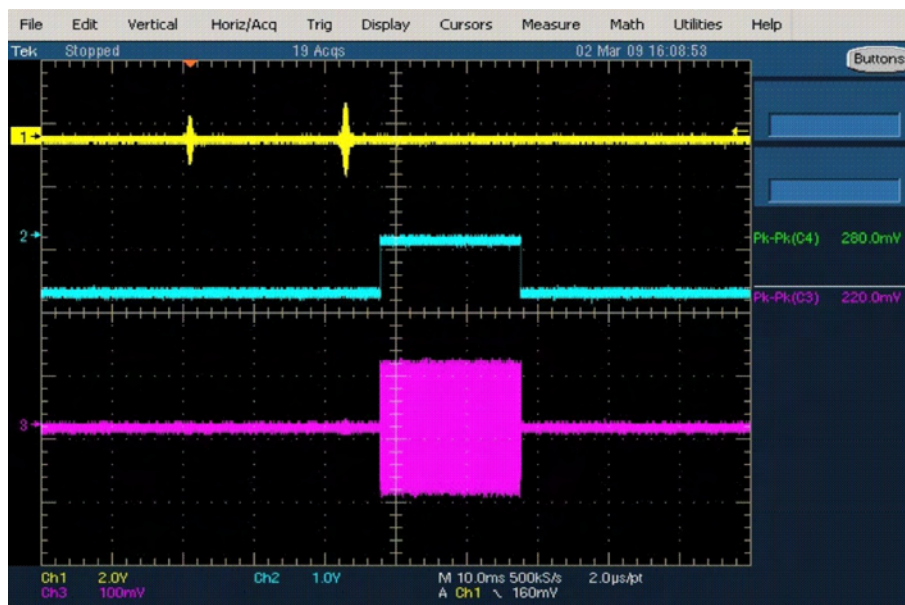 File Edit Vertical Horiz/Acq Trig Display Cursors Measure Math Utilities Help
Tek Stopped 19 Acqs 02 Mar 09 16:08:53
Buttons
1
2
Pk-Pk(C4) 280.0mV
Pk-Pk(C3) 220.0mV
3
Ch1 2.0V Ch2 1.0V M 10.0ms 500kS/s 2.0µs/pt
Ch3 100mV A Ch1 \ 160mV